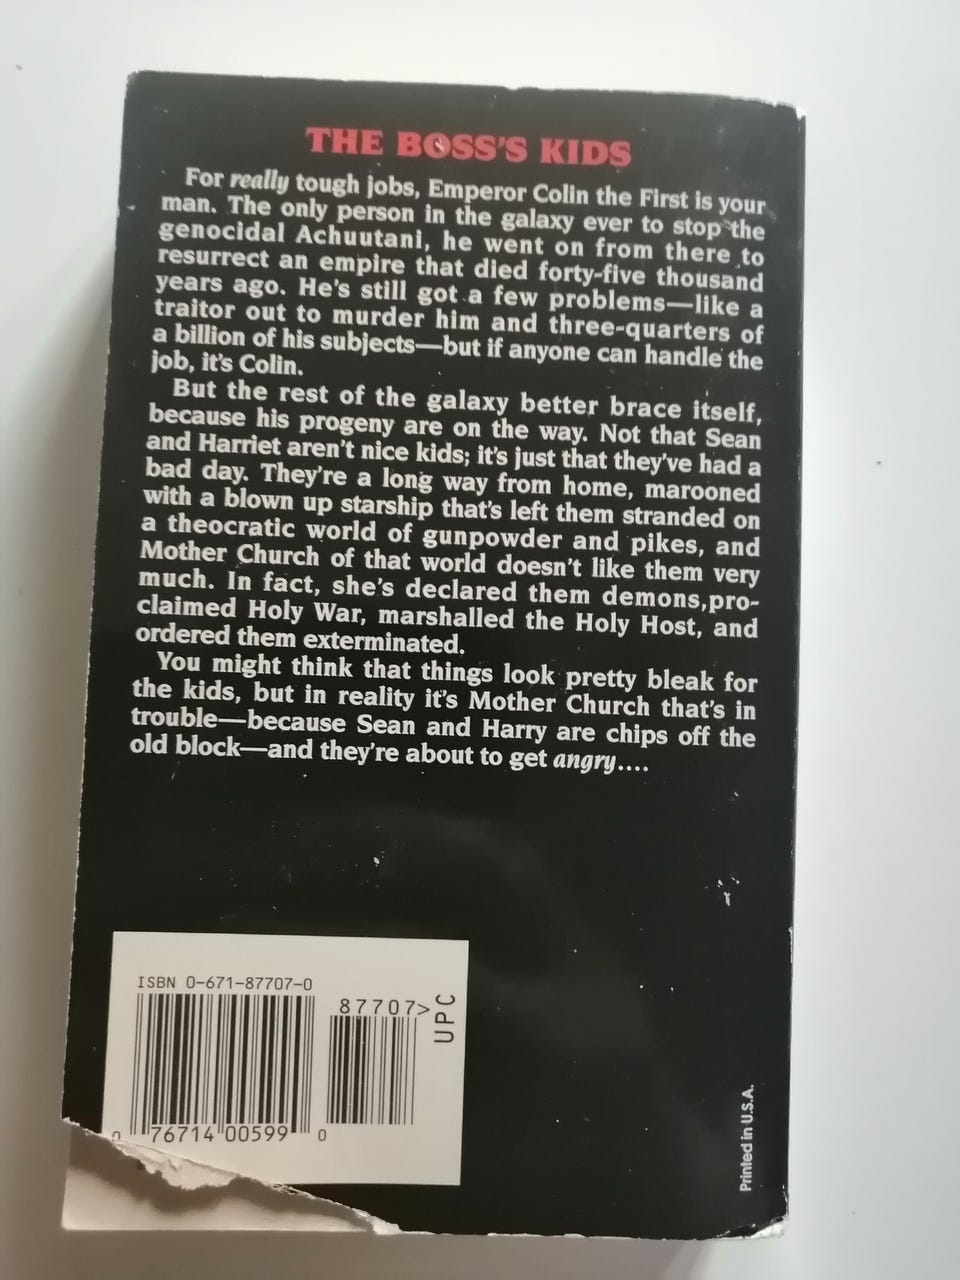 THE BOSS'S KIDS
For really tough jobs, Emperor Colin the First is your
man. The only person in the galaxy ever to stop the
genocidal Achuutani, he went on from there to
resurrect an empire that died forty-five thousand
years ago. He's still got a few problems—like a
traitor out to murder him and three-quarters of
a billion of his subjects—but if anyone can handle the
job, it's Colin.
But the rest of the galaxy better brace itself,
because his progeny are on the way. Not that Sean
and Harriet aren't nice kids; it's just that they've had a
bad day. They're a long way from home, marooned
with a blown up starship that's left them stranded on
a theocratic world of gunpowder and pikes, and
Mother Church of that world doesn't like them very
much. In fact, she's declared them demons,pro-
claimed Holy War, marshalled the Holy Host, and
ordered them exterminated.
You might think that things look pretty bleak for
the kids, but in reality it's Mother Church that's in
trouble—because Sean and Harry are chips off the
old block—and they're about to get angry....
ISBN 0-671-87707-0
87707>
UPC
0 76714 00599 0
Printed in U.S.A.